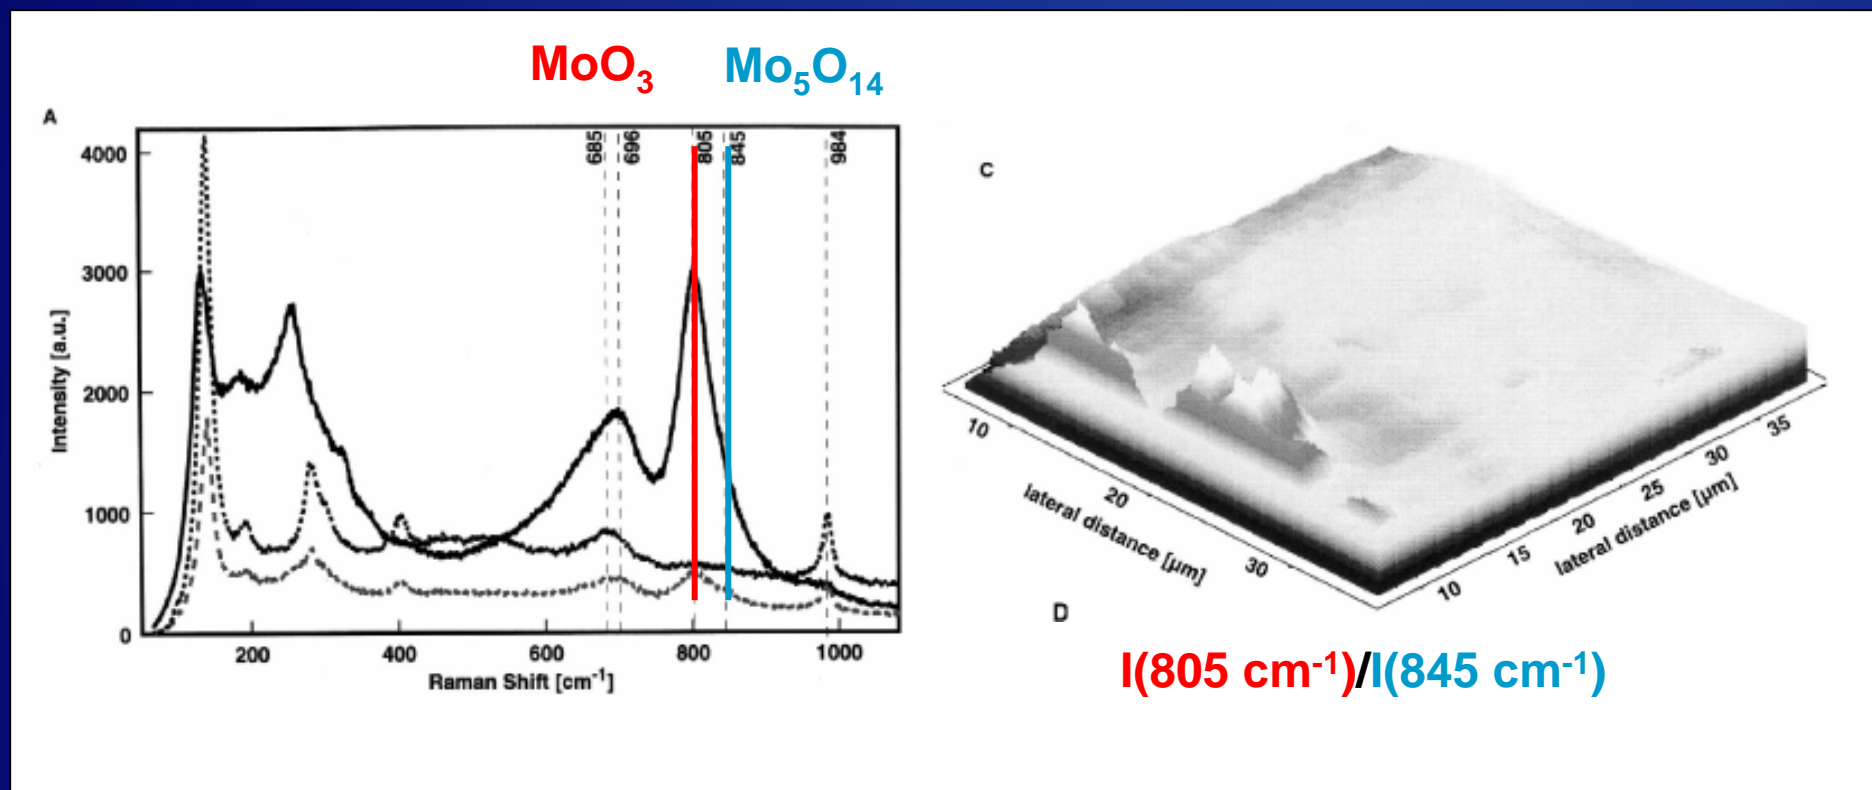 MoO₃ Mo₅O₁₄
A
685 696 805 845 984
4000
3000
2000
1000
0
Intensity [a.u.]
200 400 600 800 1000
Raman Shift [cm⁻¹]
C
10 20 30
lateral distance [µm]
10 15 20 25 30 35
lateral distance [µm]
D
I(805 cm⁻¹)/I(845 cm⁻¹)